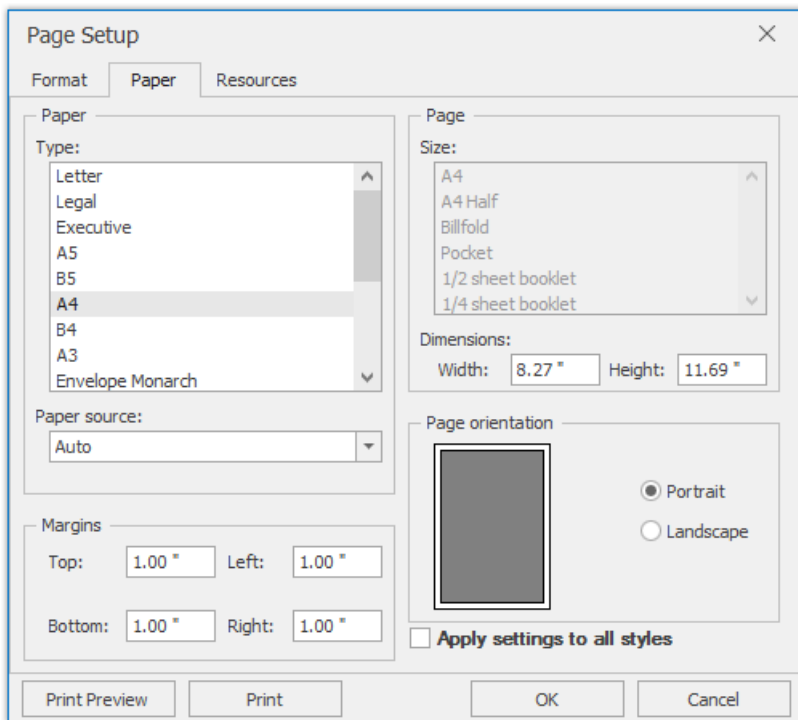 Page Setup
Format Paper Resources
Paper
Type:
Letter
Legal
Executive
A5
B5
A4
B4
A3
Envelope Monarch
Paper source:
Auto
Margins
Top: 1.00 " Left: 1.00 "
Bottom: 1.00 " Right: 1.00 "
Page
Size:
A4
A4 Half
Billfold
Pocket
1/2 sheet booklet
1/4 sheet booklet
Dimensions:
Width: 8.27 " Height: 11.69 "
Page orientation
Portrait
Landscape
Apply settings to all styles
Print Preview Print OK Cancel